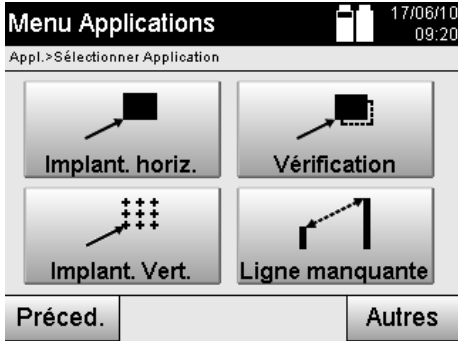 Menu Applications
17/06/10
09:20
Appl.>Sélectionner Application
Implant. horiz.
Vérification
Implant. Vert.
Ligne manquante
Préced.
Autres